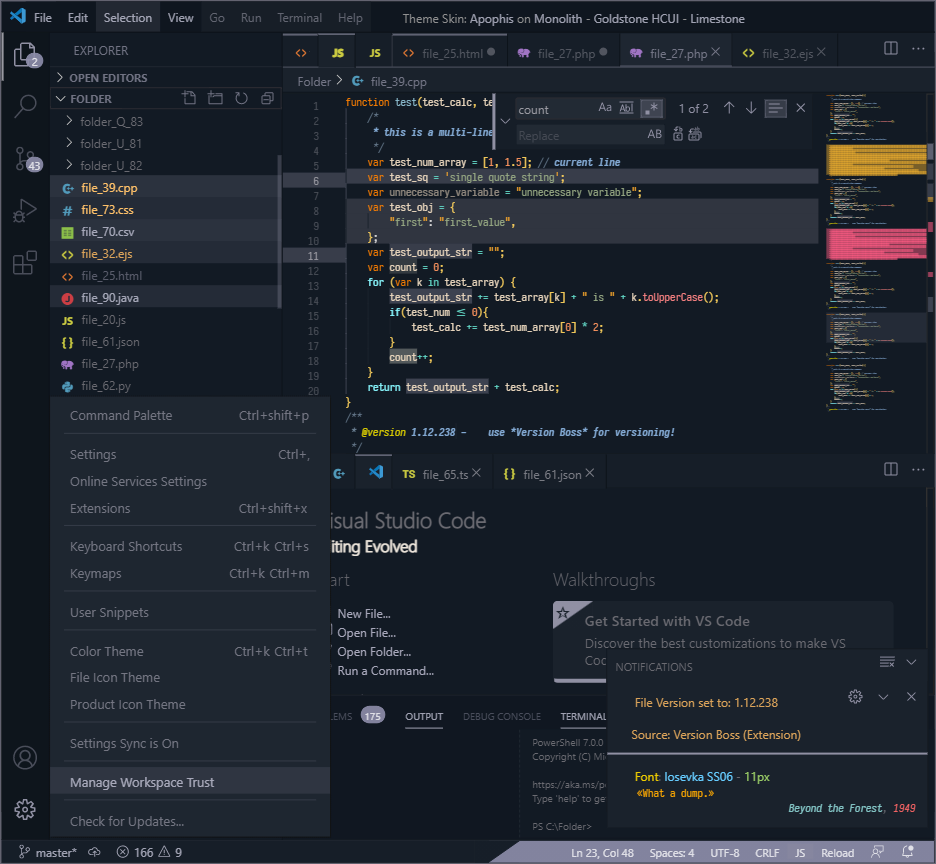 File Edit Selection View Go Run Terminal Help Theme Skin: Apophis on Monolith - Goldstone HCUI - Limestone
2
EXPLORER
OPEN EDITORS
FOLDER
folder_Q_83
folder_U_81
folder_U_82
43
file_39.cpp
file_73.css
file_70.csv
file_32.ejs
file_25.html
file_90.java
file_20.js
file_61.json
file_27.php
file_62.py
<> JS JS <> file_25.html file_27.php file_27.php <> file_32.ejs
Folder > file_39.cpp
count Aa Abl .* 1 of 2
Replace AB
1 function test(test_calc, te
2 /*
3 * this is a multi-line
4 */
5 var test_num_array = [1, 1.5]; // current line
6 var test_sq = 'single quote string';
7 var unnecessary_variable = "unnecessary variable";
8 var test_obj = {
9 "first": "first_value",
10 };
11 var test_output_str = "";
12 var count = 0;
13 for (var k in test_array) {
14 test_output_str += test_array[k] + " is " + k.toUpperCase();
15 if(test_num ≤ 0){
16 test_calc += test_num_array[0] * 2;
17 }
18 count++;
19 }
20 return test_output_str + test_calc;
}
/**
* @version 1.12.238 - use *Version Boss* for versioning!
*/
Command Palette Ctrl+shift+p
Settings Ctrl+,
Online Services Settings
Extensions Ctrl+shift+x
Keyboard Shortcuts Ctrl+k Ctrl+s
Keymaps Ctrl+k Ctrl+m
User Snippets
Color Theme Ctrl+k Ctrl+t
File Icon Theme
Product Icon Theme
Settings Sync is On
Manage Workspace Trust
Check for Updates...
TS file_65.ts {} file_61.json
isual Studio Code
iting Evolved
art
New File...
Open File...
Open Folder...
Run a Command...
Walkthroughs
Get Started with VS Code
Discover the best customizations to make VS
Cod
LEMS 175 OUTPUT DEBUG CONSOLE TERMINAL
PowerShell 7.0.0
Copyright (C) Mi
https://aka.ms/p
Type 'help' to ge
PS C:\Folder>
NOTIFICATIONS
File Version set to: 1.12.238
Source: Version Boss (Extension)
Font: Iosevka SS06 - 11px
«What a dump.»
Beyond the Forest, 1949
master* 166 9 Ln 23, Col 48 Spaces: 4 UTF-8 CRLF JS Reload